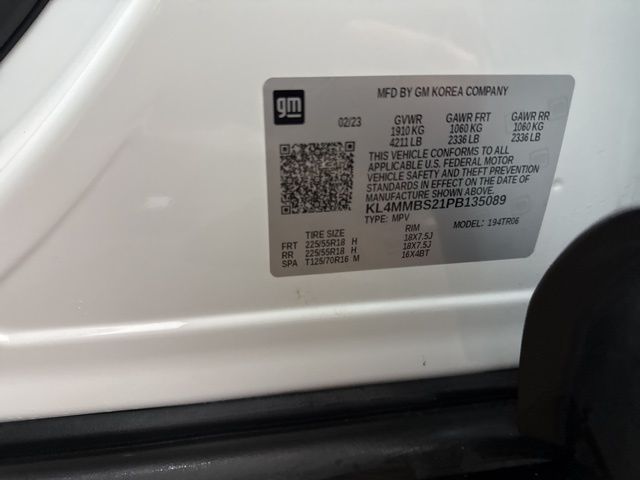 gm
MFD BY GM KOREA COMPANY
02/23 GVWR GAWR FRT GAWR RR
1910 KG 1060 KG 1060 KG
4211 LB 2336 LB 2336 LB
THIS VEHICLE CONFORMS TO ALL
APPLICABLE U.S. FEDERAL MOTOR
VEHICLE SAFETY AND THEFT PREVENTION
STANDARDS IN EFFECT ON THE DATE OF
MANUFACTURE SHOWN ABOVE.
KL4MMBS21PB135089
TYPE: MPV MODEL: 194TR06
TIRE SIZE RIM
FRT 225/55R18 H 18X7.5J
RR 225/55R18 H 18X7.5J
SPA T125/70R16 M 16X4BT